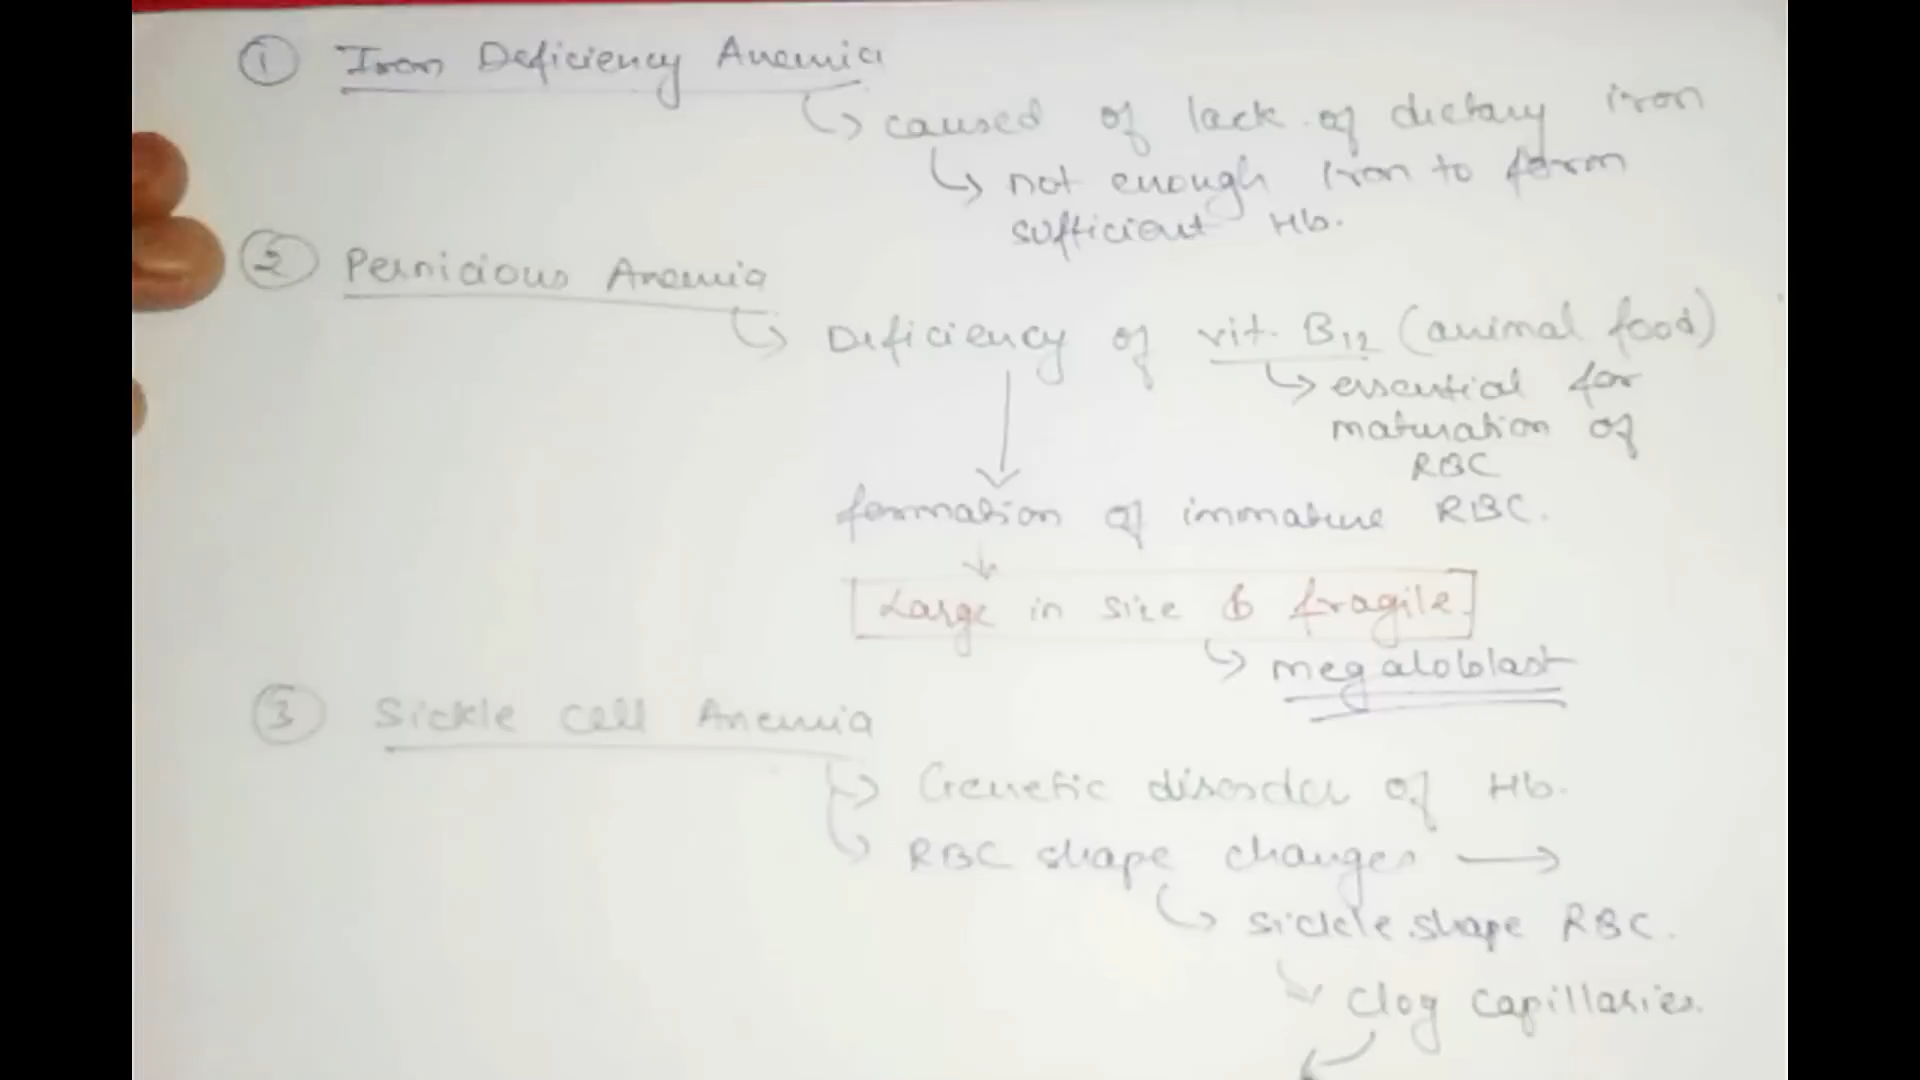 ① Iron Deficiency Anemia
↳ caused of lack of dietary iron
↳ not enough iron to form
sufficient Hb.
② Pernicious Anemia
↳ Deficiency of vit. B12 (animal food)
↳ essential for
maturation of
RBC
formation of immature RBC.
Large in size & fragile
↳ megaloblast
③ Sickle cell Anemia
↳ Genetic disorder of Hb.
↳ RBC shape changes →
↳ sickle shape RBC.
↳ Clog capillaries.